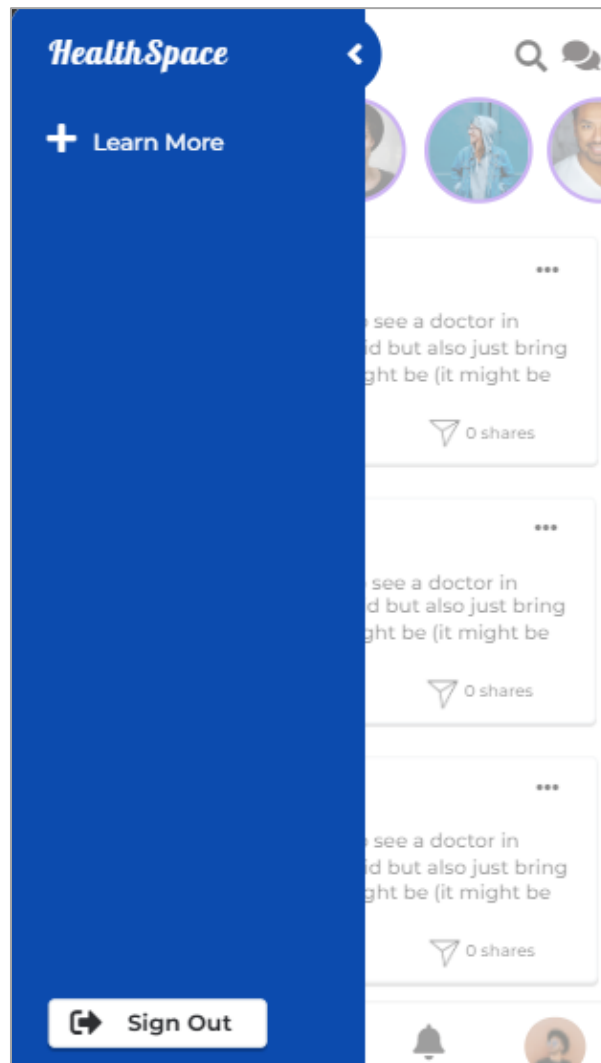 HealthSpace
Learn More
see a doctor in
id but also just bring
ght be (it might be
0 shares
see a doctor in
d but also just bring
ght be (it might be
0 shares
see a doctor in
id but also just bring
ght be (it might be
0 shares
Sign Out